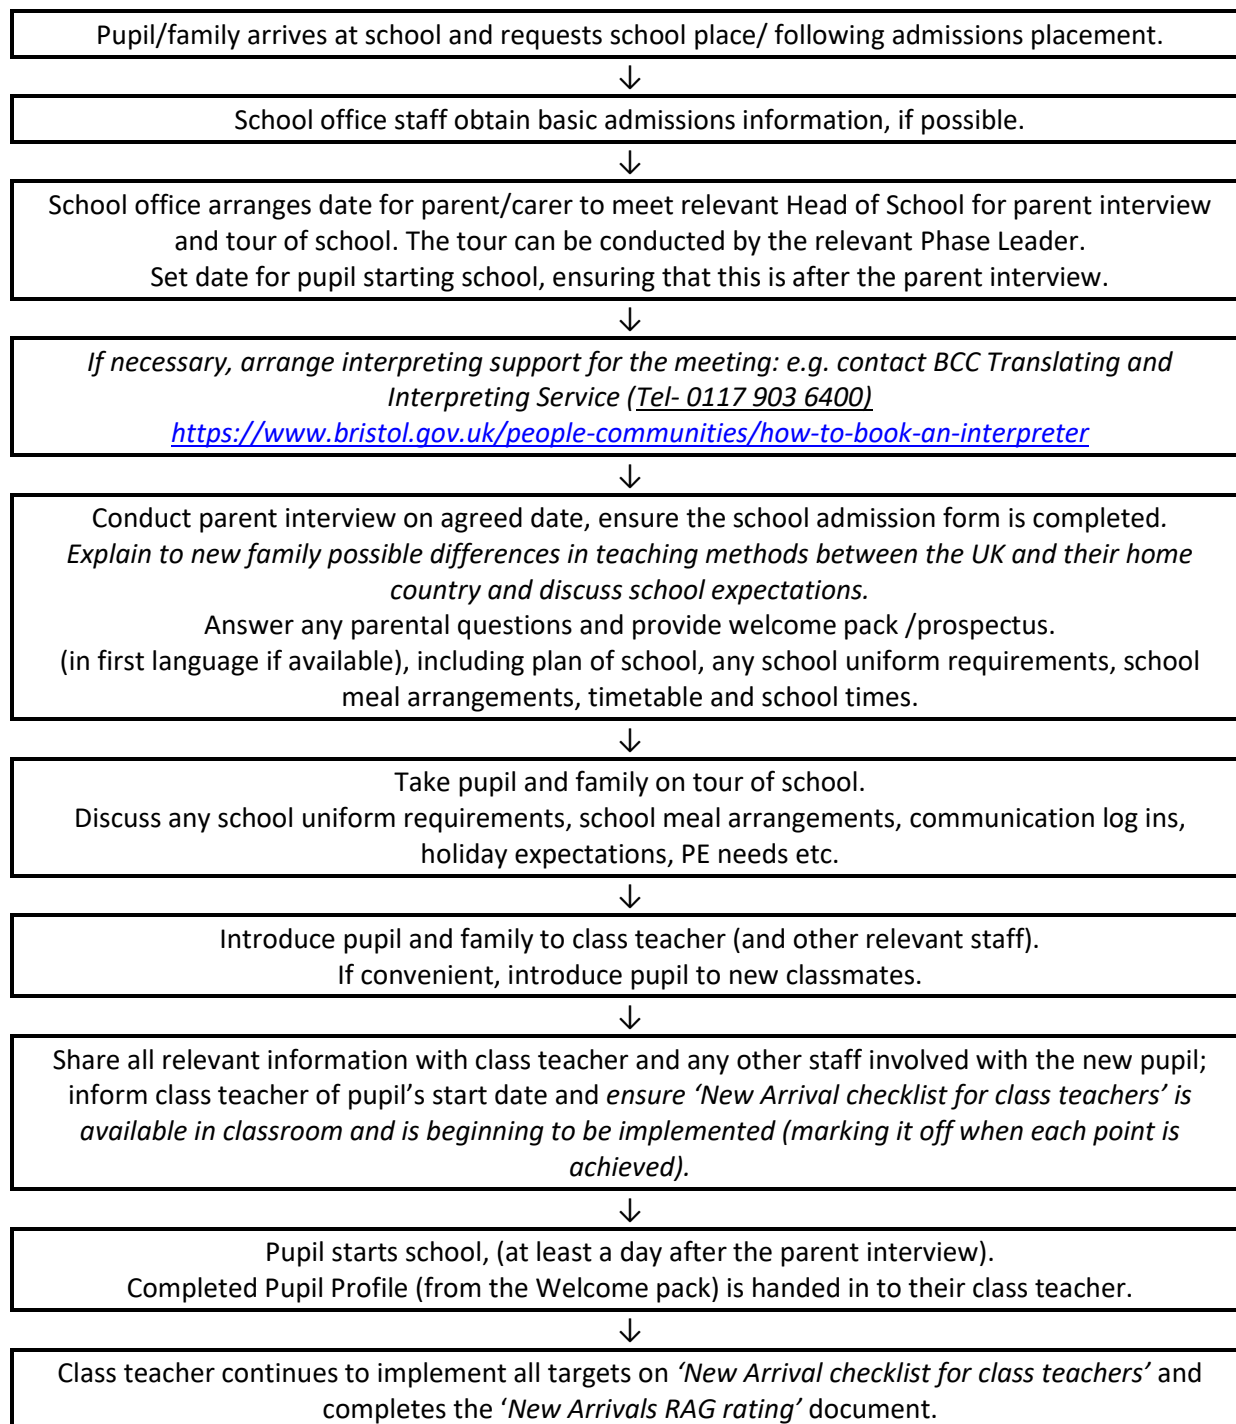 Pupil/family arrives at school and requests school place/ following admissions placement.
↓
School office staff obtain basic admissions information, if possible.
↓
School office arranges date for parent/carer to meet relevant Head of School for parent interview
and tour of school. The tour can be conducted by the relevant Phase Leader.
Set date for pupil starting school, ensuring that this is after the parent interview.
↓
If necessary, arrange interpreting support for the meeting: e.g. contact BCC Translating and
Interpreting Service (Tel- 0117 903 6400)
https://www.bristol.gov.uk/people-communities/how-to-book-an-interpreter
↓
Conduct parent interview on agreed date, ensure the school admission form is completed.
Explain to new family possible differences in teaching methods between the UK and their home
country and discuss school expectations.
Answer any parental questions and provide welcome pack /prospectus.
(in first language if available), including plan of school, any school uniform requirements, school
meal arrangements, timetable and school times.
↓
Take pupil and family on tour of school.
Discuss any school uniform requirements, school meal arrangements, communication log ins,
holiday expectations, PE needs etc.
↓
Introduce pupil and family to class teacher (and other relevant staff).
If convenient, introduce pupil to new classmates.
↓
Share all relevant information with class teacher and any other staff involved with the new pupil;
inform class teacher of pupil’s start date and ensure ‘New Arrival checklist for class teachers’ is
available in classroom and is beginning to be implemented (marking it off when each point is
achieved).
↓
Pupil starts school, (at least a day after the parent interview).
Completed Pupil Profile (from the Welcome pack) is handed in to their class teacher.
↓
Class teacher continues to implement all targets on ‘New Arrival checklist for class teachers’ and
completes the ‘New Arrivals RAG rating’ document.